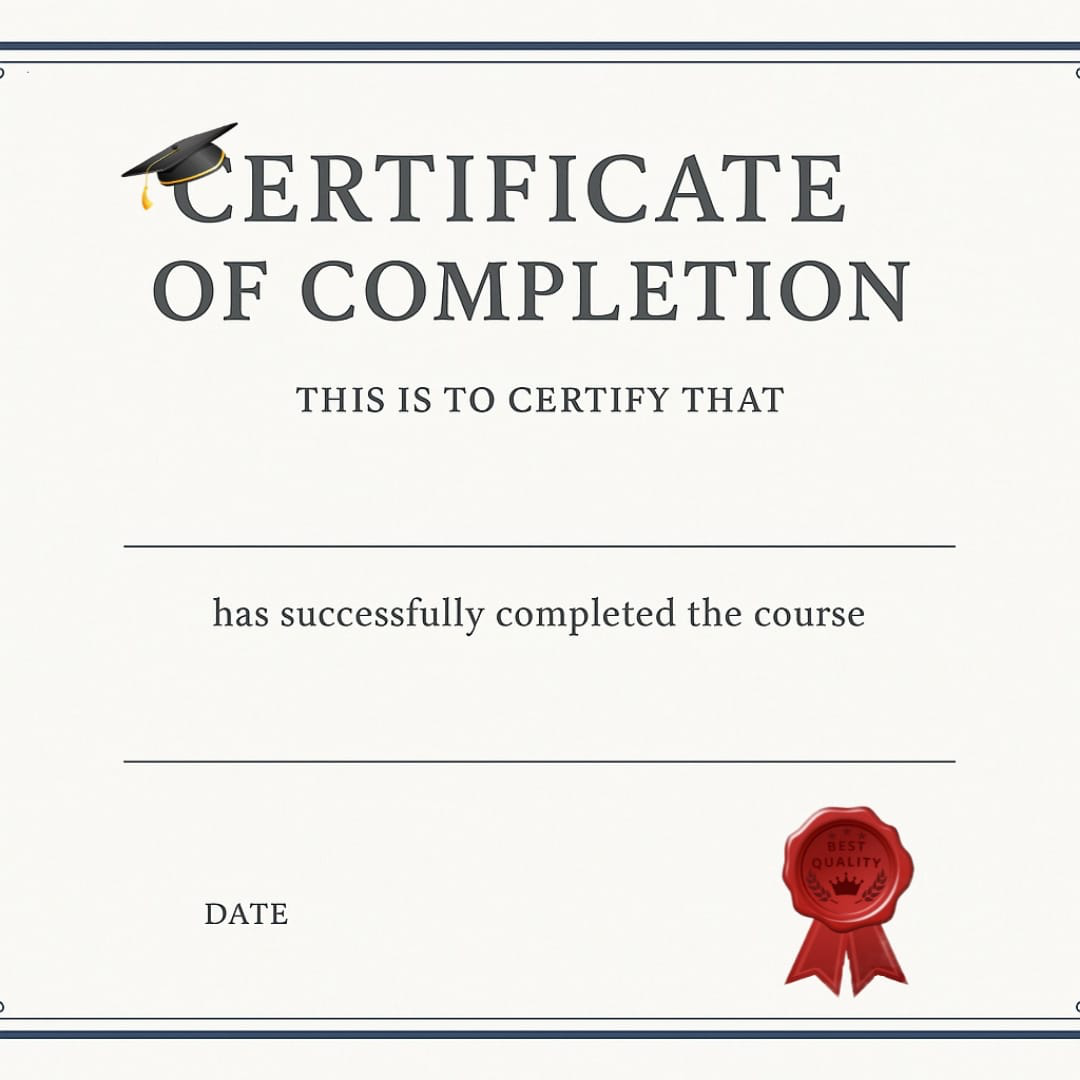 CERTIFICATE
OF COMPLETION
THIS IS TO CERTIFY THAT
has successfully completed the course
BEST
QUALITY
DATE